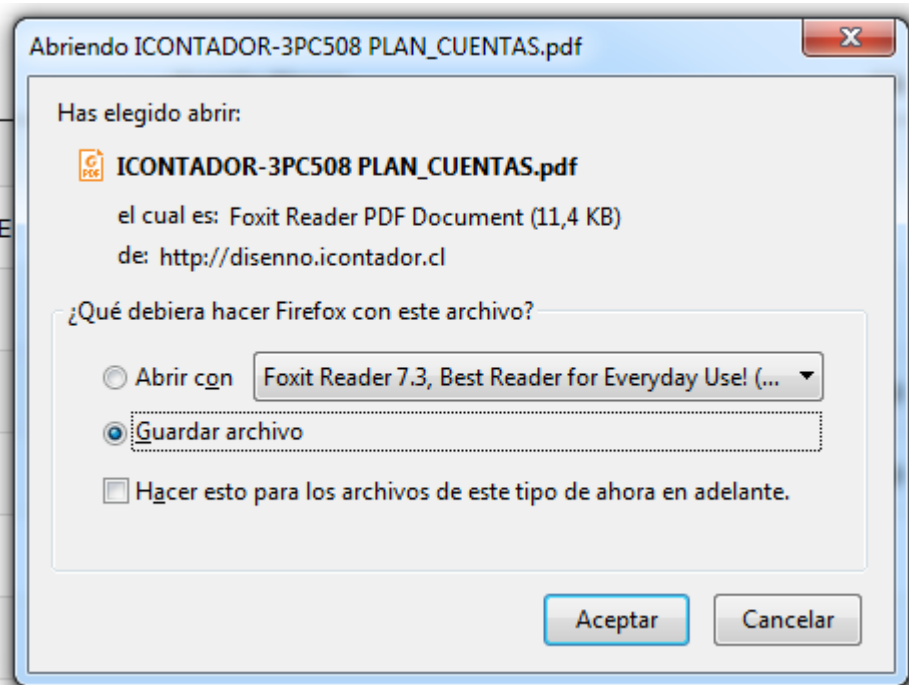 Abriendo ICONTADOR-3PC508 PLAN_CUENTAS.pdf
Has elegido abrir:
ICONTADOR-3PC508 PLAN_CUENTAS.pdf
el cual es: Foxit Reader PDF Document (11,4 KB)
de: http://disenno.icontador.cl
¿Qué debiera hacer Firefox con este archivo?
Abrir con Foxit Reader 7.3, Best Reader for Everyday Use! (...
Guardar archivo
Hacer esto para los archivos de este tipo de ahora en adelante.
Aceptar Cancelar